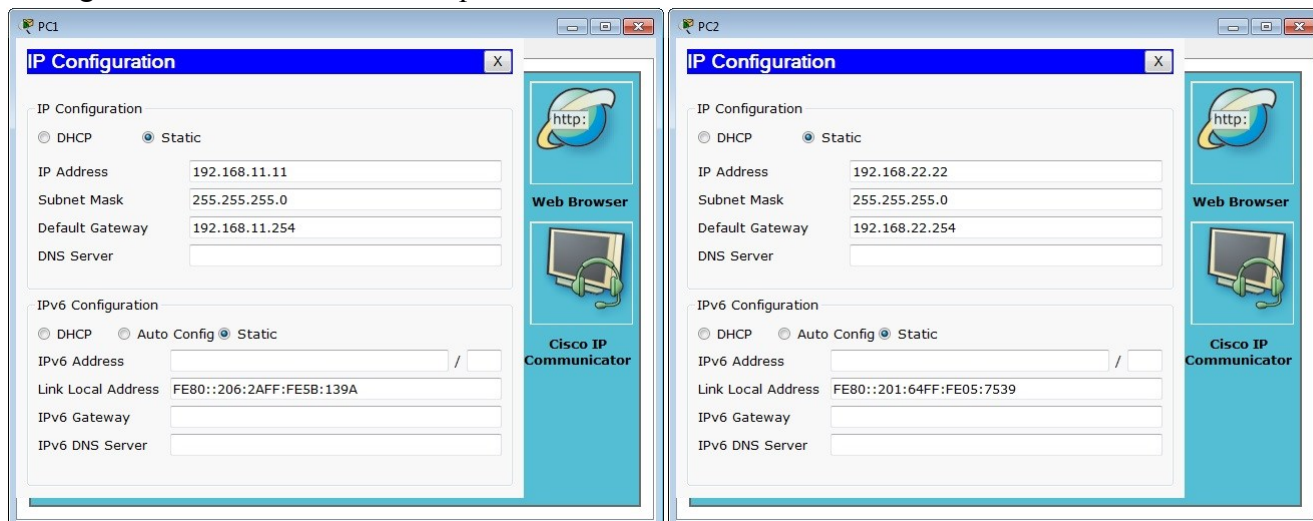 PC1
IP Configuration X
IP Configuration
DHCP Static
IP Address 192.168.11.11
Subnet Mask 255.255.255.0
Default Gateway 192.168.11.254
DNS Server
IPv6 Configuration
DHCP Auto Config Static
IPv6 Address /
Link Local Address FE80::206:2AFF:FE5B:139A
IPv6 Gateway
IPv6 DNS Server
http:
Web Browser
Cisco IP
Communicator
PC2
IP Configuration X
IP Configuration
DHCP Static
IP Address 192.168.22.22
Subnet Mask 255.255.255.0
Default Gateway 192.168.22.254
DNS Server
IPv6 Configuration
DHCP Auto Config Static
IPv6 Address /
Link Local Address FE80::201:64FF:FE05:7539
IPv6 Gateway
IPv6 DNS Server
http:
Web Browser
Cisco IP
Communicator